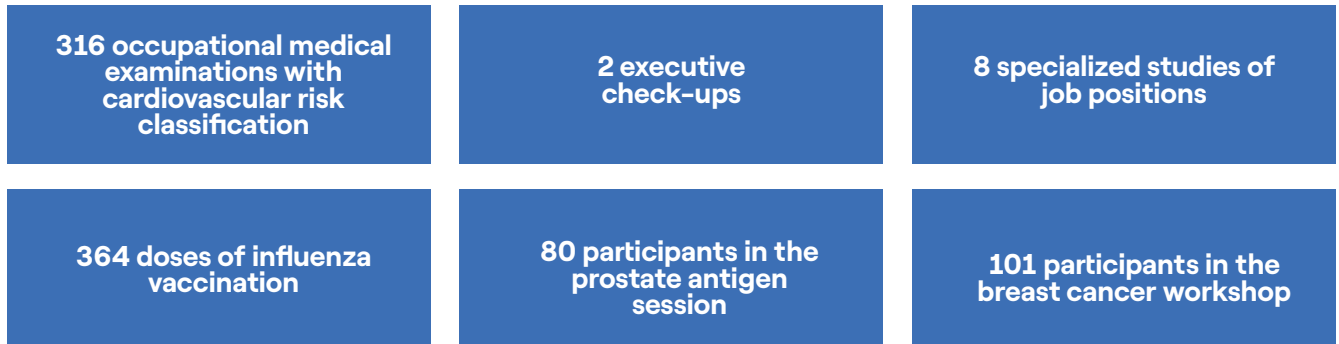 316 occupational medical
examinations with
cardiovascular risk
classification
2 executive
check-ups
8 specialized studies of
job positions
364 doses of influenza
vaccination
80 participants in the
prostate antigen
session
101 participants in the
breast cancer workshop